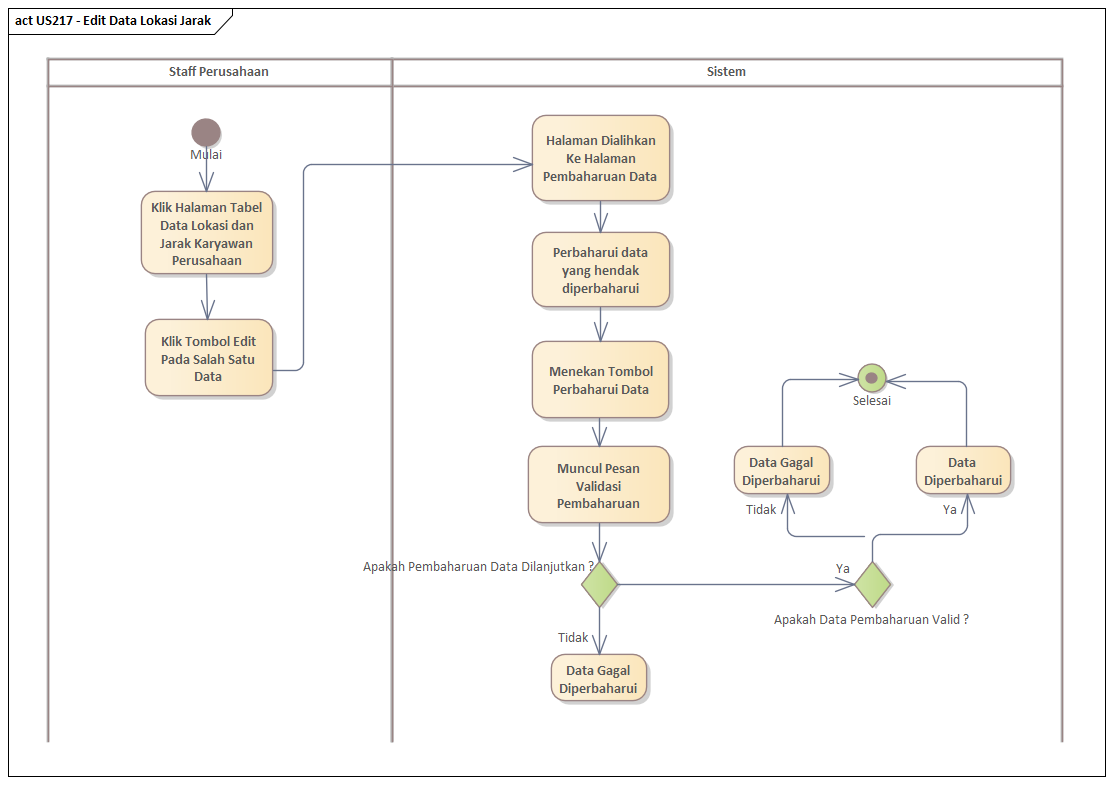 act US217 - Edit Data Lokasi Jarak
Staff Perusahaan
Sistem
Mulai
Klik Halaman Tabel
Data Lokasi dan
Jarak Karyawan
Perusahaan
Klik Tombol Edit
Pada Salah Satu
Data
Halaman Dialihkan
Ke Halaman
Pembaharuan Data
Perbaharui data
yang hendak
diperbaharui
Menekan Tombol
Perbaharui Data
Muncul Pesan
Validasi
Pembaharuan
Apakah Pembaharuan Data Dilanjutkan ?
Tidak
Data Gagal
Diperbaharui
Ya
Apakah Data Pembaharuan Valid ?
Tidak
Data Gagal
Diperbaharui
Ya
Data
Diperbaharui
Selesai